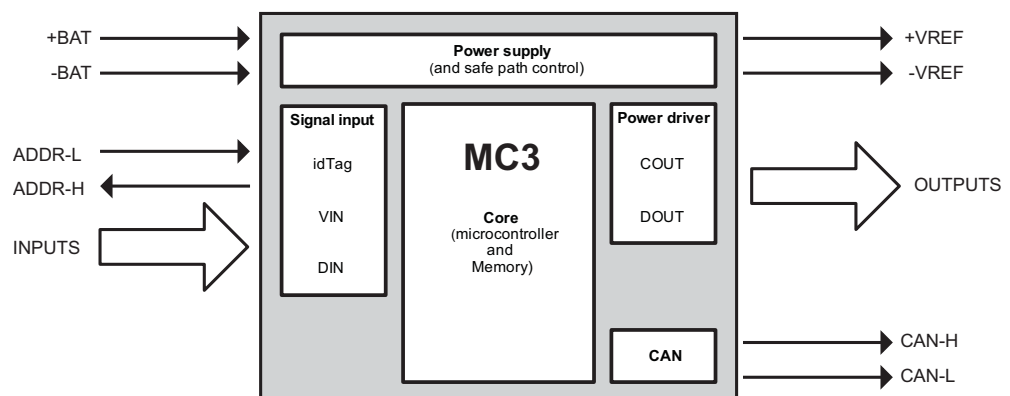 +BAT
-BAT
Power supply
(and safe path control)
+VREF
-VREF
ADDR-L
ADDR-H
INPUTS
Signal input
idTag
VIN
DIN
MC3
Core
(microcontroller
and
Memory)
Power driver
COUT
DOUT
OUTPUTS
CAN
CAN-H
CAN-L